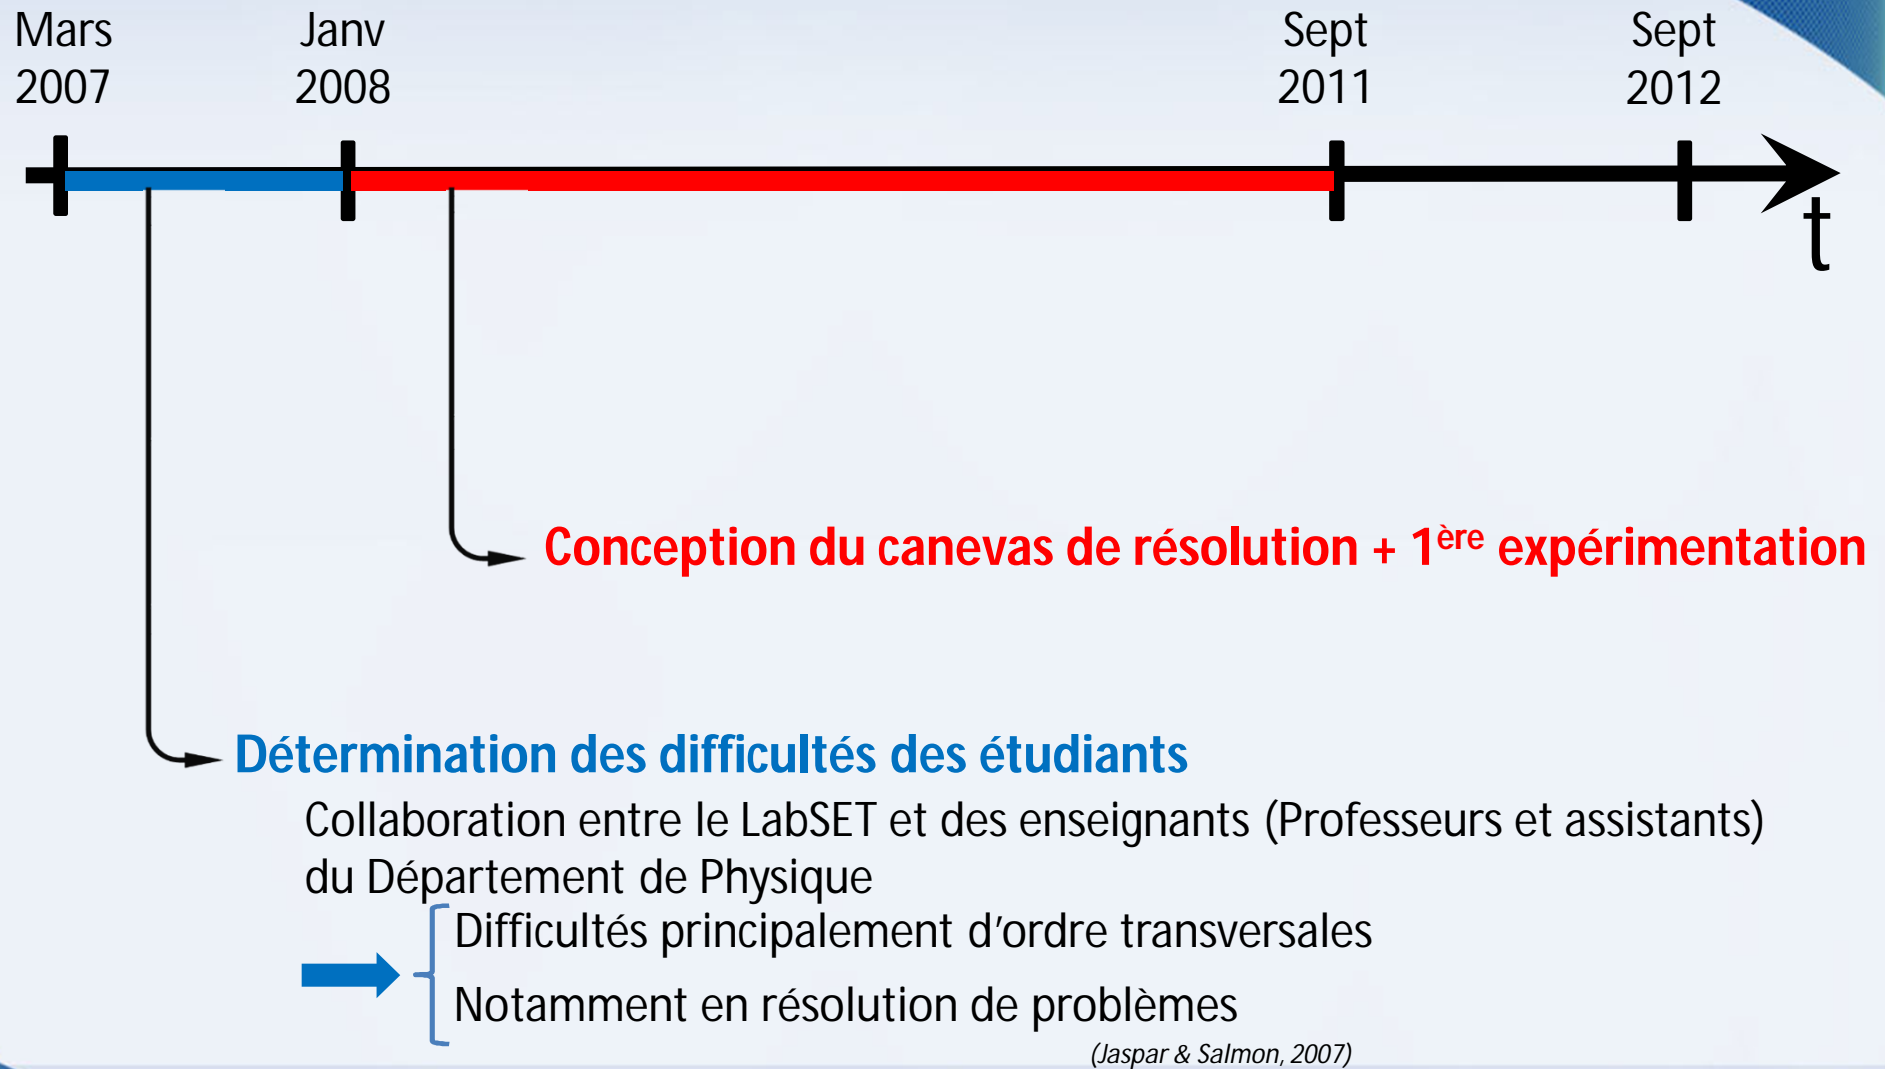 Mars
2007
Janv
2008
Sept
2011
Sept
2012
t
Conception du canevas de résolution + 1ère expérimentation
Détermination des difficultés des étudiants
Collaboration entre le LabSET et des enseignants (Professeurs et assistants)
du Département de Physique
Difficultés principalement d’ordre transversales
Notamment en résolution de problèmes
(Jaspar & Salmon, 2007)